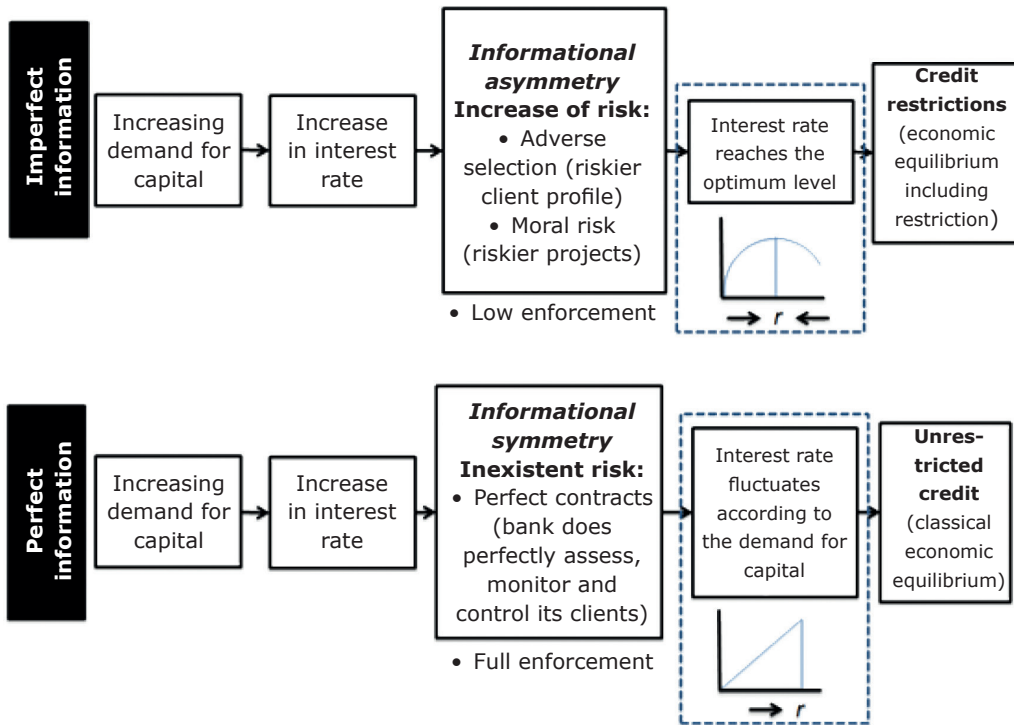 Imperfect
information
Increasing
demand for
capital
Increase
in interest
rate
Informational
asymmetry
Increase of risk:
• Adverse
selection (riskier
client profile)
• Moral risk
(riskier projects)
• Low enforcement
Interest rate
reaches the
optimum level
r
Credit
restrictions
(economic
equilibrium
including
restriction)
Perfect
information
Increasing
demand for
capital
Increase
in interest
rate
Informational
symmetry
Inexistent risk:
• Perfect contracts
(bank does
perfectly assess,
monitor and
control its clients)
• Full enforcement
Interest rate
fluctuates
according to
the demand for
capital
r
Unres-
tricted
credit
(classical
economic
equilibrium)